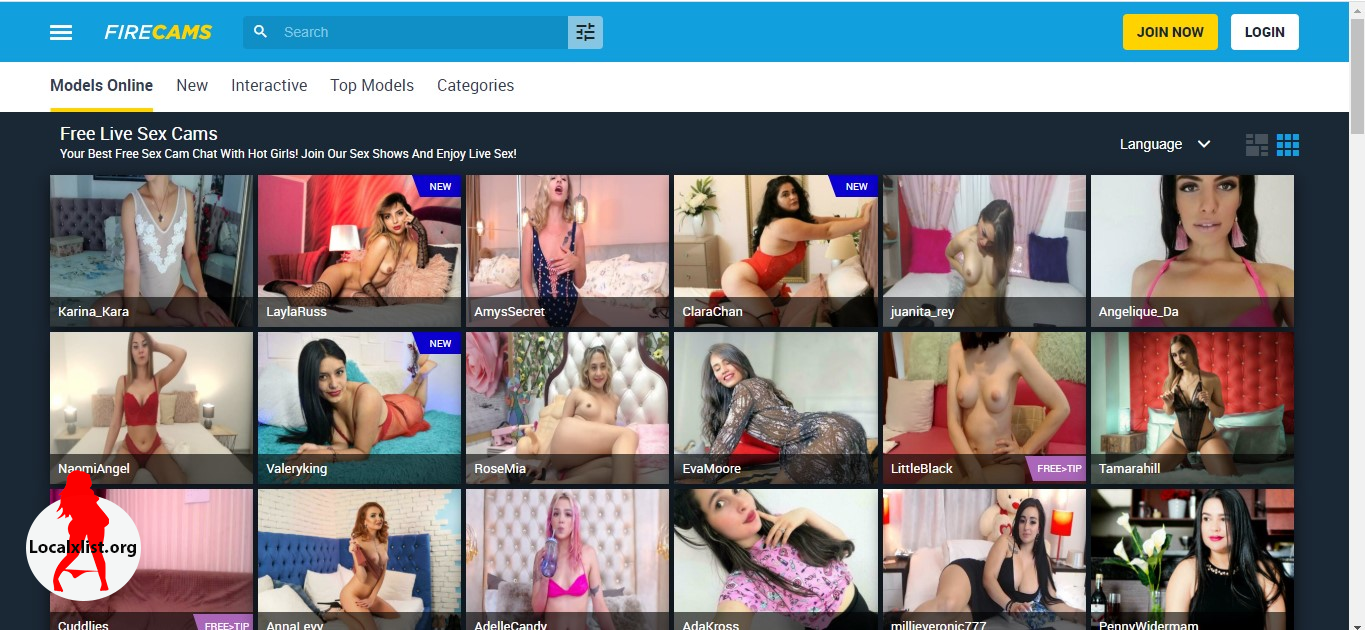 FIRECAMS
Search
JOIN NOW
LOGIN
Models Online
New
Interactive
Top Models
Categories
Free Live Sex Cams
Your Best Free Sex Cam Chat With Hot Girls! Join Our Sex Shows And Enjoy Live Sex!
Language
Karina_Kara
NEW
LaylaRuss
AmysSecret
NEW
ClaraChan
juanita_rey
Angelique_Da
NaomiAngel
NEW
Valeryking
RoseMia
EvaMoore
LittleBlack
FREE>TIP
Tamarahill
Localxlist.org
Cuddlies
FREE>TIP
AnnaLevy
AdelleCandy
AdaKross
millieveronic777
PennyWidermam